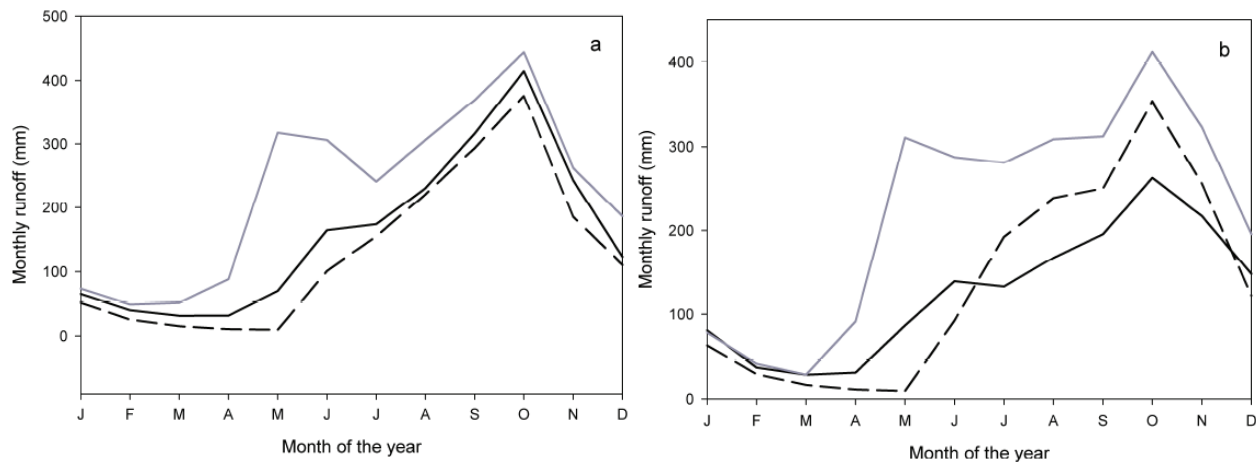 a
Monthly runoff (mm)
500
400
300
200
100
0
J F M A M J J A S O N D
Month of the year
b
Monthly runoff (mm)
400
300
200
100
0
J F M A M J J A S O N D
Month of the year